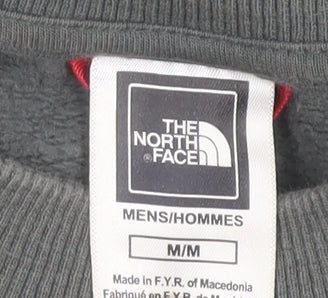 THE
NORTH
®FACE
MENS/HOMMES
M/M
Made in F.Y.R. of Macedonia
Fabriqué en F.Y.R. de